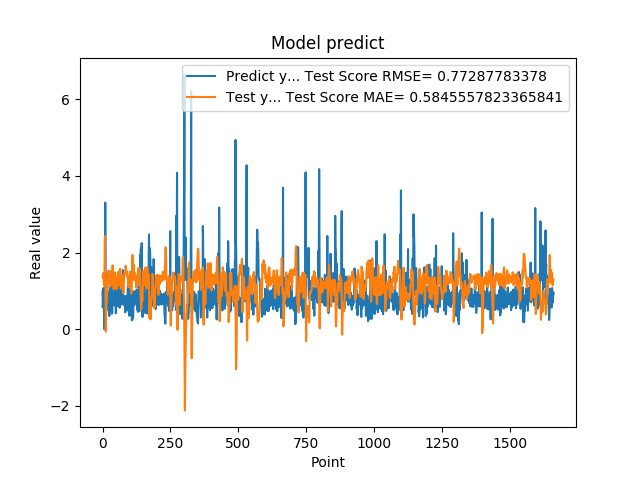 Model predict
Predict y... Test Score RMSE= 0.77287783378
Test y... Test Score MAE= 0.5845557823365841
Real value
6
4
2
0
−2
0 250 500 750 1000 1250 1500
Point